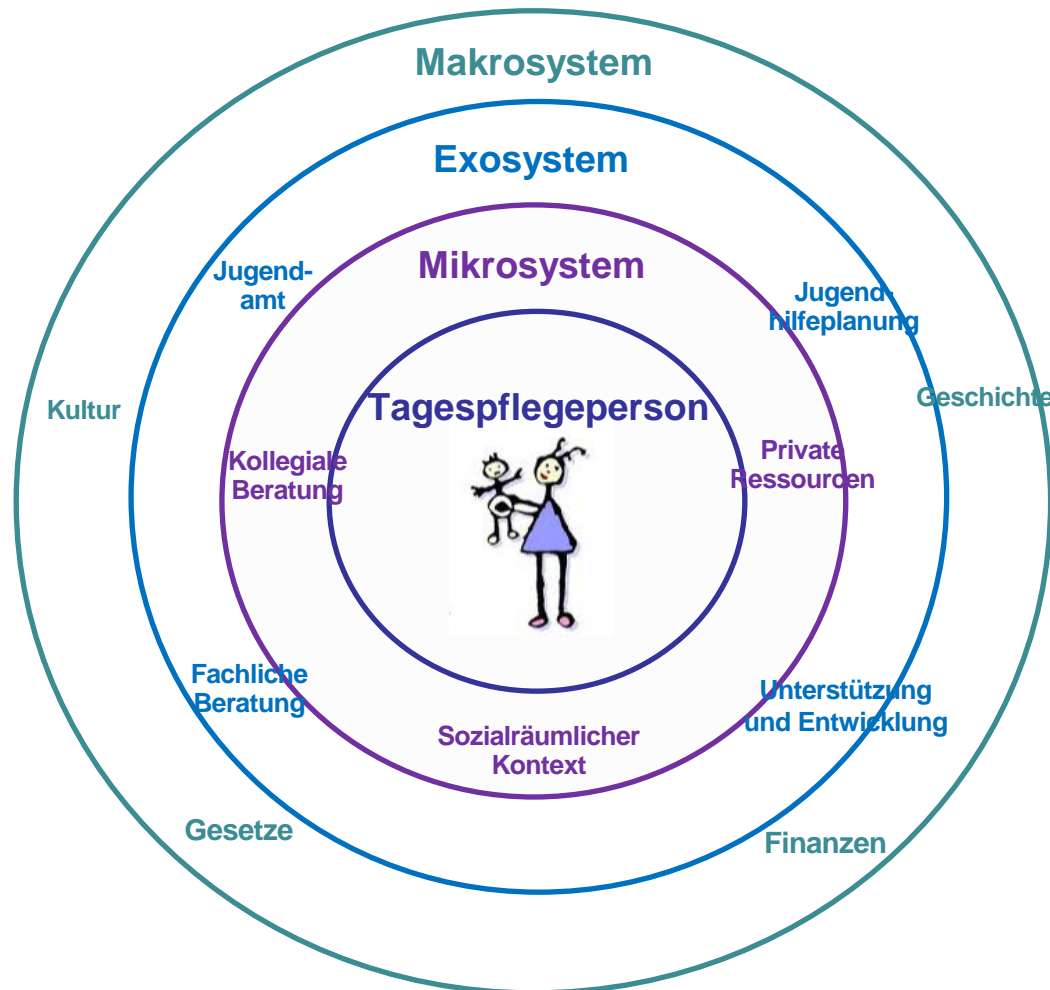 Makrosystem
Exosystem
Mikrosystem
Jugend-
amt
Jugend-
hilfeplanung
Tagespflegeperson
Kultur
Geschichte
Kollegiale
Beratung
Private
Ressourcen
Fachliche
Beratung
Unterstützung
und Entwicklung
Sozialräumlicher
Kontext
Gesetze
Finanzen